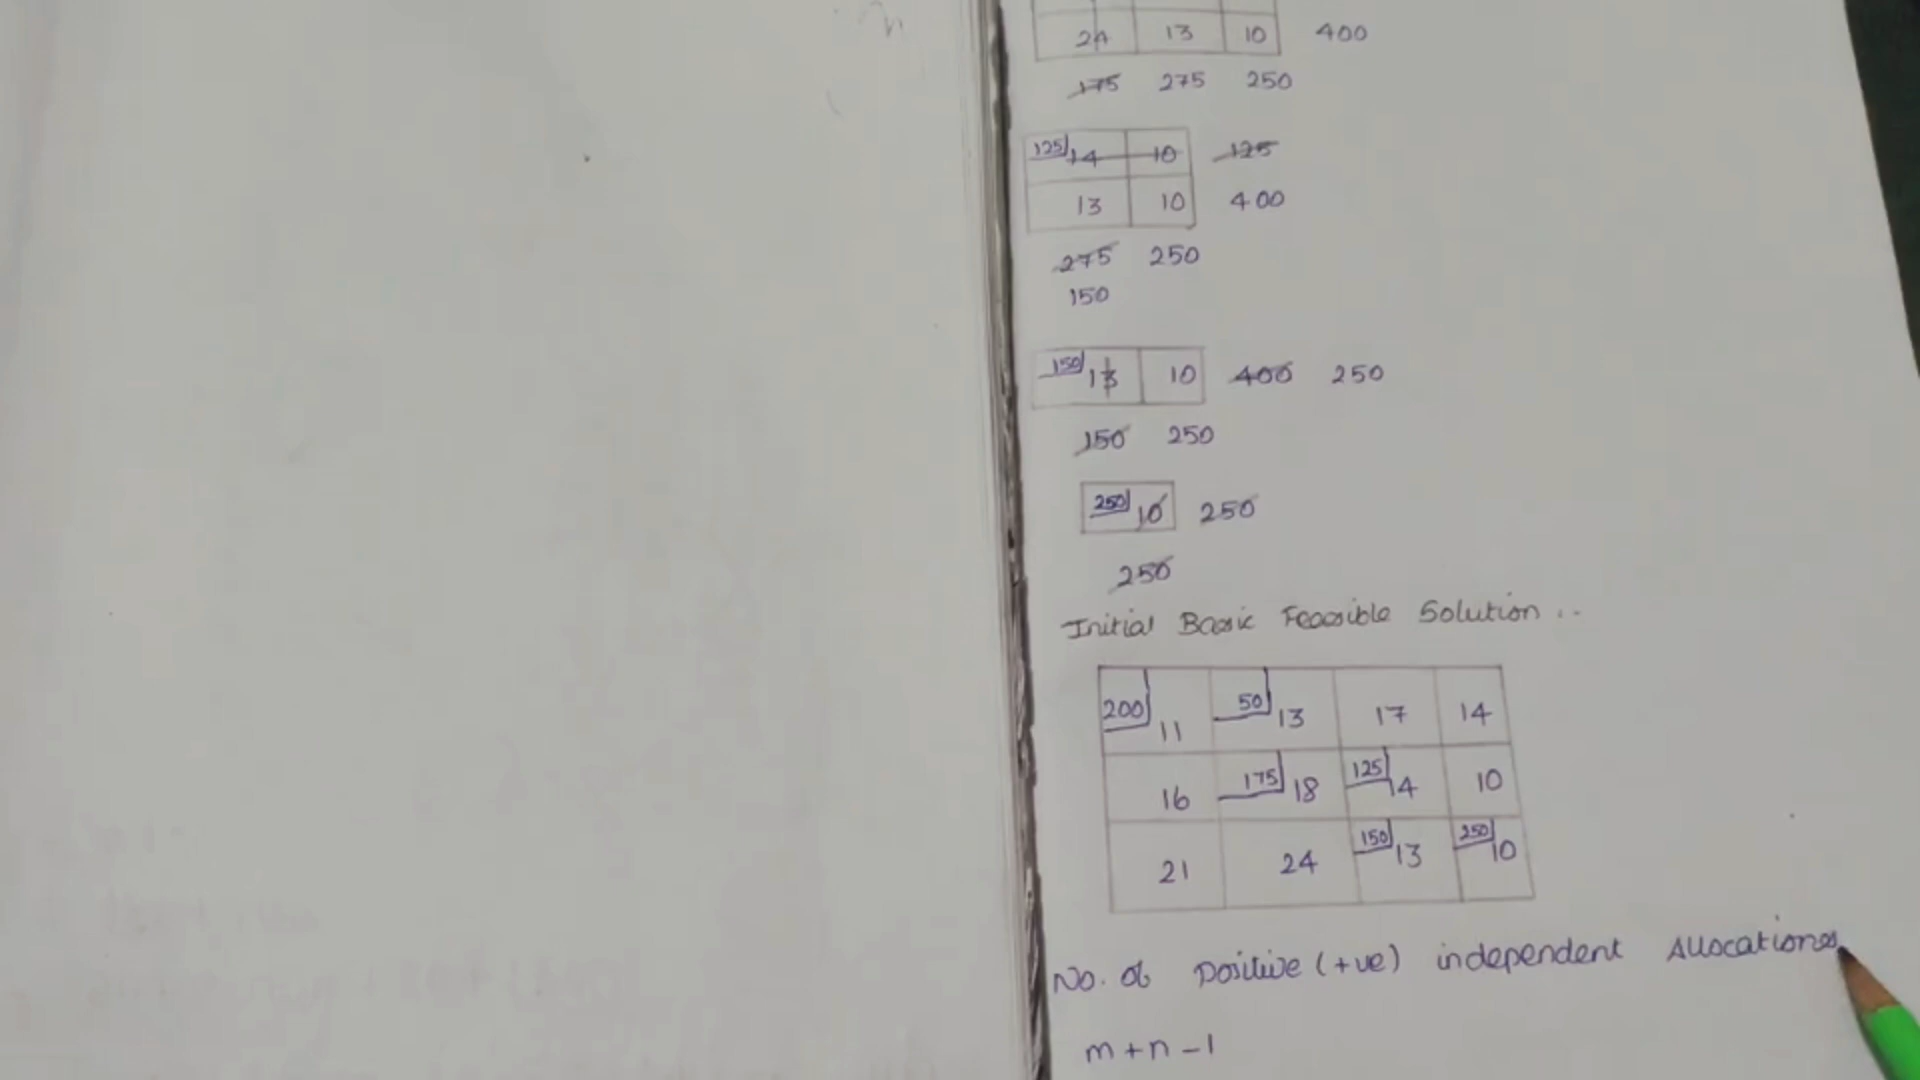 24 13 10 400
175 275 250
125 14 10 125
13 10 400
275 250
150
150 13 10 400 250
150 250
250 10 250
250
Initial Basic Feasible Solution ..
200 11 50 13 17 14
16 175 18 125 14 10
21 24 150 13 250 10
No. of Positive (+ve) independent Allocations
m+n-1